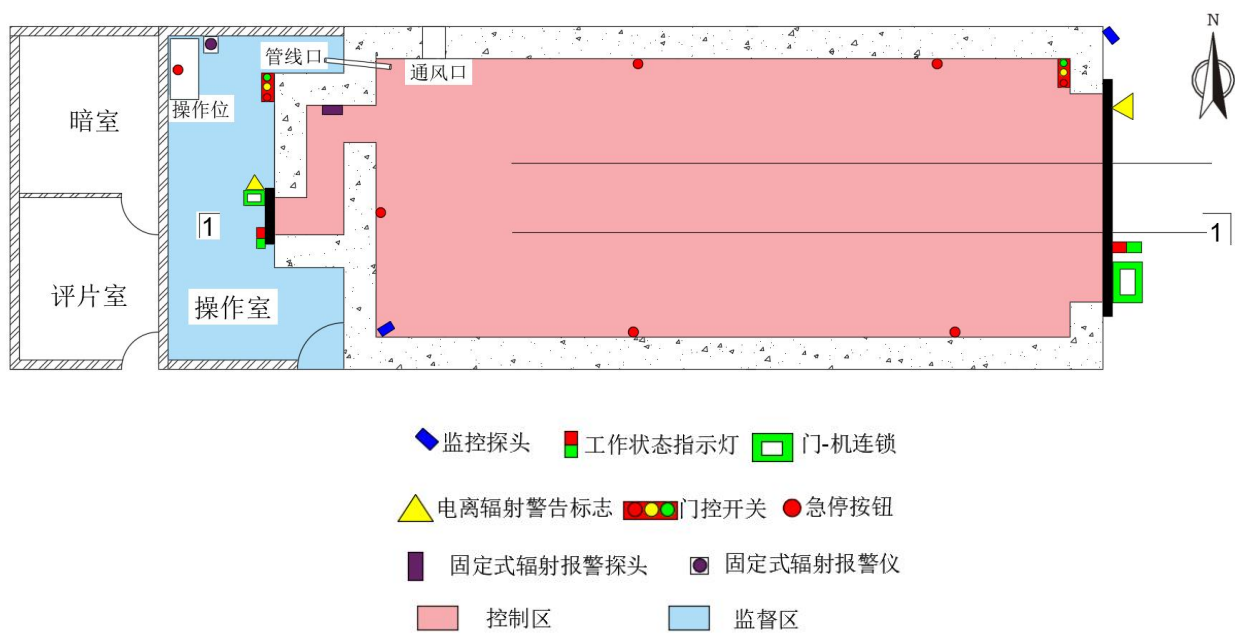 N
管线口
通风口
操作位
暗室
1
1
评片室
操作室
监控探头
工作状态指示灯
门-机连锁
电离辐射警告标志
门控开关
急停按钮
固定式辐射报警探头
固定式辐射报警仪
控制区
监督区